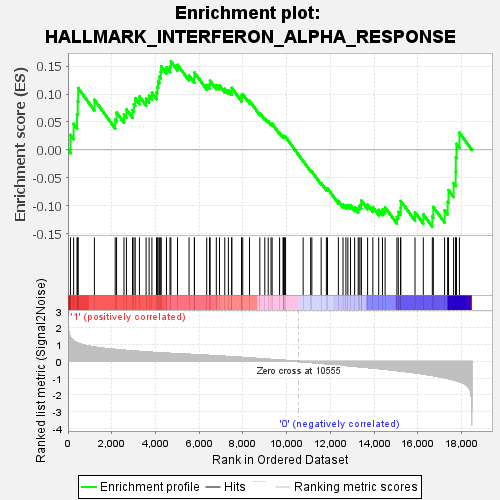 Enrichment plot:
HALLMARK_INTERFERON_ALPHA_RESPONSE
Enrichment score (ES)
0.15
0.10
0.05
0.00
-0.05
-0.10
-0.15
Ranked list metric (Signal2Noise)
'1' (positively correlated)
3
2
1
0
-1
-2
-3
-4
Zero cross at 10555
'0' (negatively correlated)
0 2,000 4,000 6,000 8,000 10,000 12,000 14,000 16,000 18,000
Rank in Ordered Dataset
Enrichment profile Hits Ranking metric scores